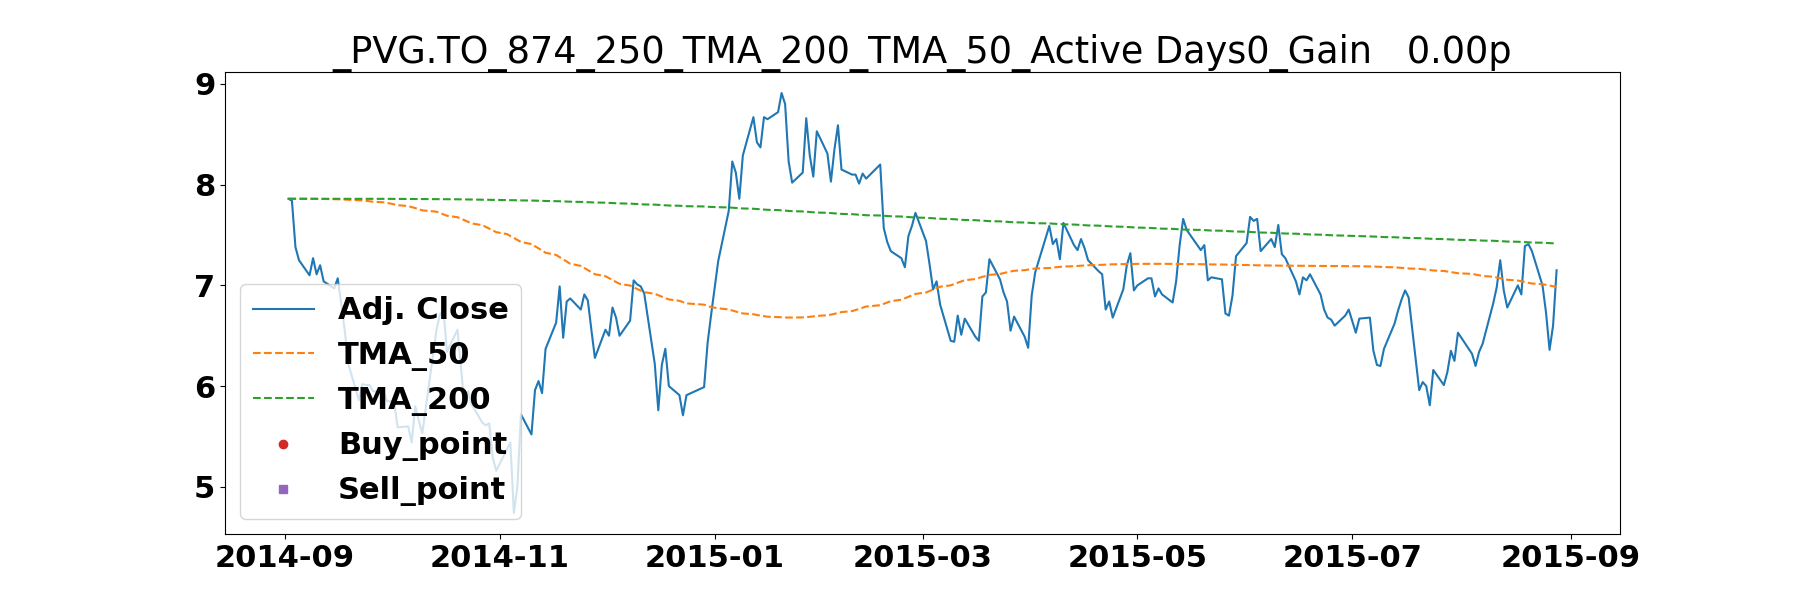 _PVG.TO_874_250_TMA_200_TMA_50_Active Days0_Gain   0.00p
9
8
7
6
5
Adj. Close
TMA_50
TMA_200
Buy_point
Sell_point
2014-09 2014-11 2015-01 2015-03 2015-05 2015-07 2015-09